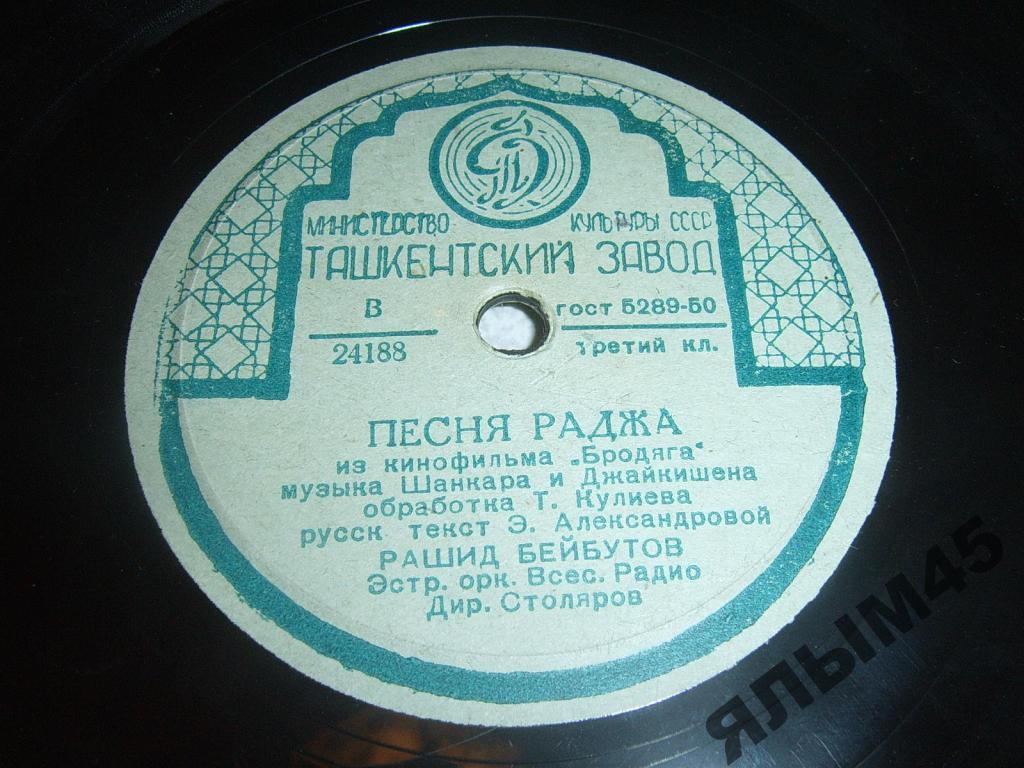 МИНИСТЕРСТВО КУЛЬТУРЫ СССР
ТАШКЕНТСКИЙ ЗАВОД
В
24188
ГОСТ 5289-50
третий кл.
ПЕСНЯ РАДЖА
из кинофильма „Бродяга“
музыка Шанкара и Джайкишена
обработка Т. Кулиева
русск текст Э. Александровой
РАШИД БЕЙБУТОВ
Эстр. орк. Всес. Радио
Дир. Столяров
ЯЛЫМ45